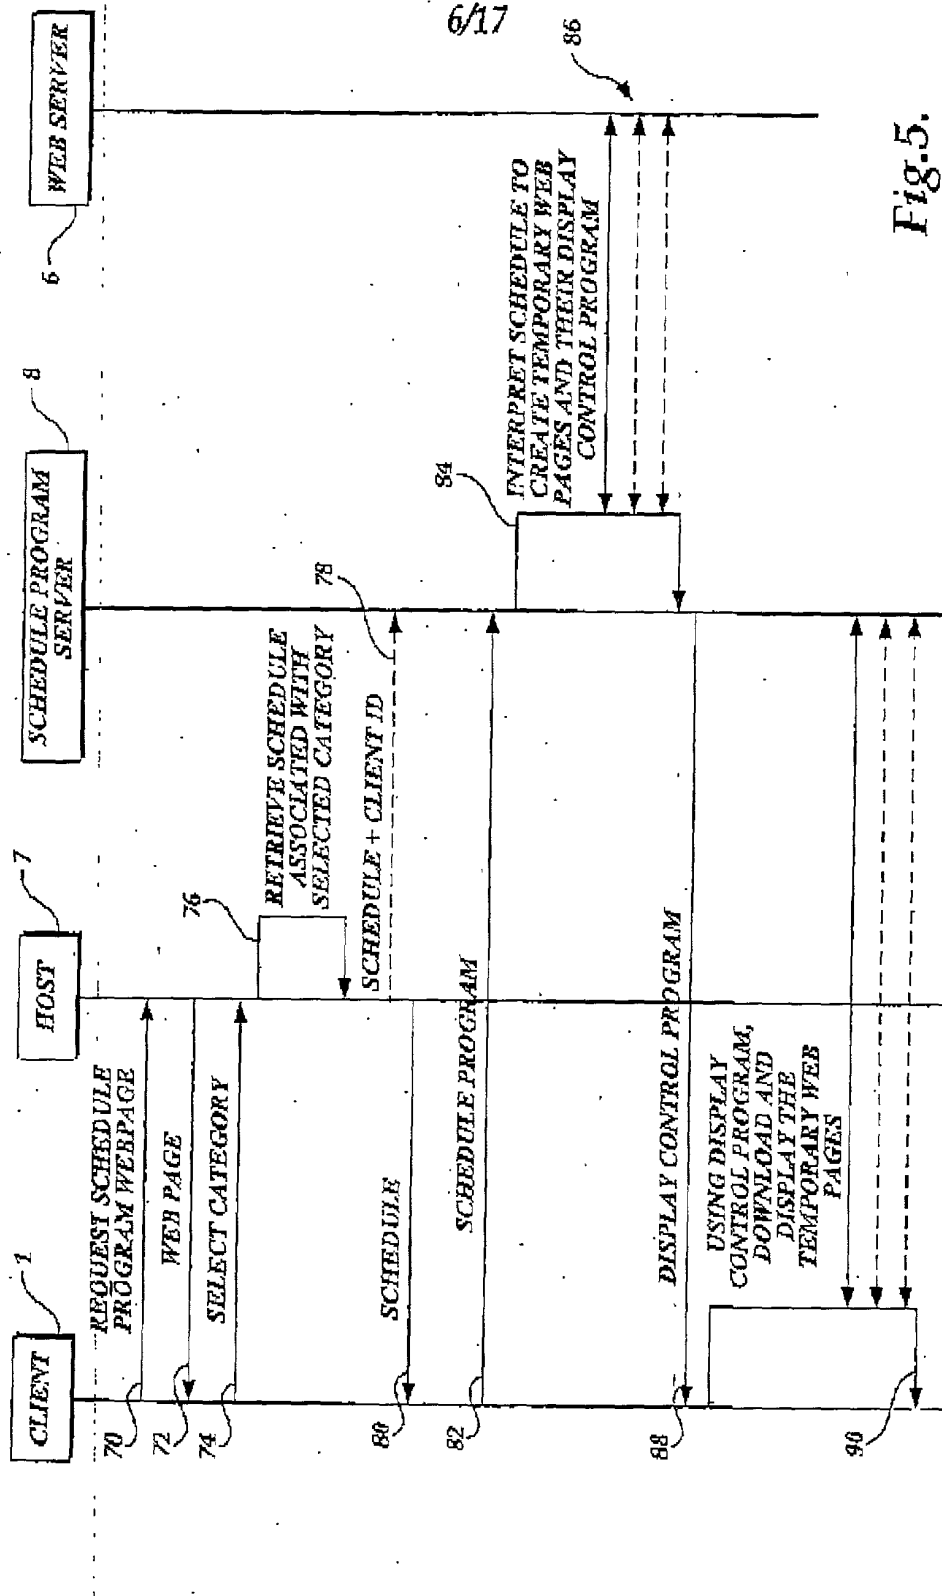 6/17
CLIENT
1
HOST
7
SCHEDULE PROGRAM
SERVER
8
WEB SERVER
6
REQUEST SCHEDULE
PROGRAM WEBPAGE
70
WEB PAGE
72
SELECT CATEGORY
74
76
RETRIEVE SCHEDULE
ASSOCIATED WITH
SELECTED CATEGORY
SCHEDULE + CLIENT ID
78
SCHEDULE
80
SCHEDULE PROGRAM
82
84
INTERPRET SCHEDULE TO
CREATE TEMPORARY WEB
PAGES AND THEIR DISPLAY
CONTROL PROGRAM
86
DISPLAY CONTROL PROGRAM
88
USING DISPLAY
CONTROL PROGRAM,
DOWNLOAD AND
DISPLAY THE
TEMPORARY WEB
PAGES
90
Fig.5.